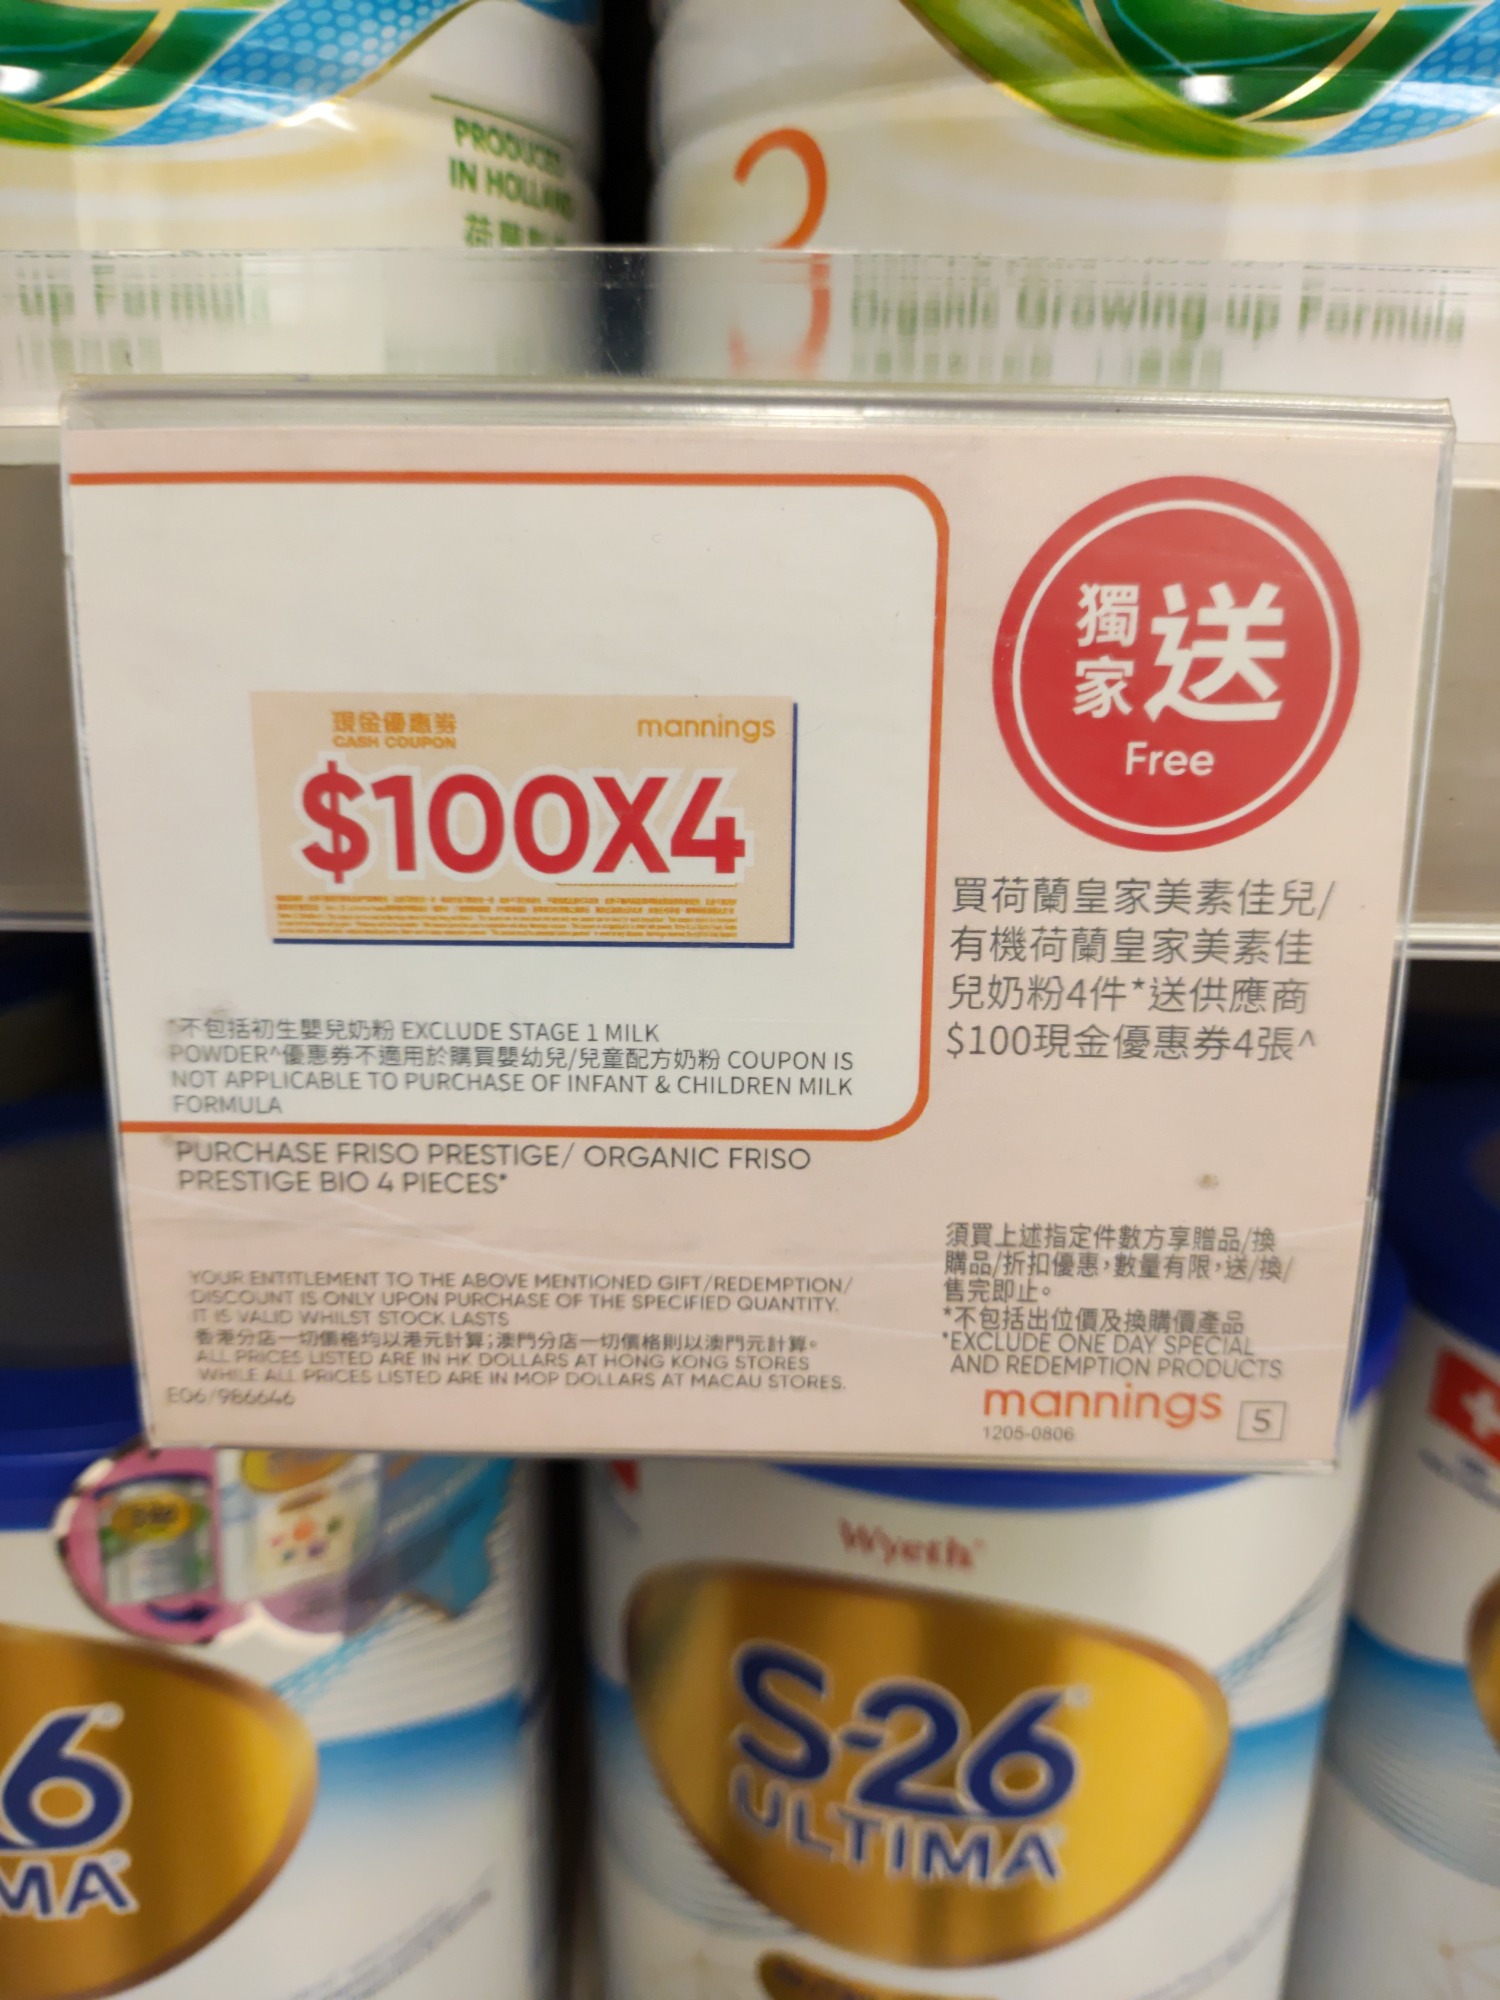 PRODUCED
IN HOLLAND
Organic Growing-up Formula
現金優惠券
CASH COUPON
mannings
$100X4
獨家
送
Free
買荷蘭皇家美素佳兒/
有機荷蘭皇家美素佳
兒奶粉4件*送供應商
$100現金優惠券4張^
*不包括初生嬰兒奶粉 EXCLUDE STAGE 1 MILK
POWDER^優惠券不適用於購買嬰幼兒/兒童配方奶粉 COUPON IS
NOT APPLICABLE TO PURCHASE OF INFANT & CHILDREN MILK
FORMULA
PURCHASE FRISO PRESTIGE/ ORGANIC FRISO
PRESTIGE BIO 4 PIECES*
YOUR ENTITLEMENT TO THE ABOVE MENTIONED GIFT/REDEMPTION/
DISCOUNT IS ONLY UPON PURCHASE OF THE SPECIFIED QUANTITY.
IT IS VALID WHILST STOCK LASTS
香港分店一切價格均以港元計算;澳門分店一切價格則以澳門元計算。
ALL PRICES LISTED ARE IN HK DOLLARS AT HONG KONG STORES
WHILE ALL PRICES LISTED ARE IN MOP DOLLARS AT MACAU STORES.
E06/986646
須買上述指定件數方享贈品/換
購品/折扣優惠,數量有限,送/換/
售完即止。
*不包括出位價及換購價產品
*EXCLUDE ONE DAY SPECIAL
AND REDEMPTION PRODUCTS
mannings 5
1205-0806
Wyeth
S-26
ULTIMA
6
MA